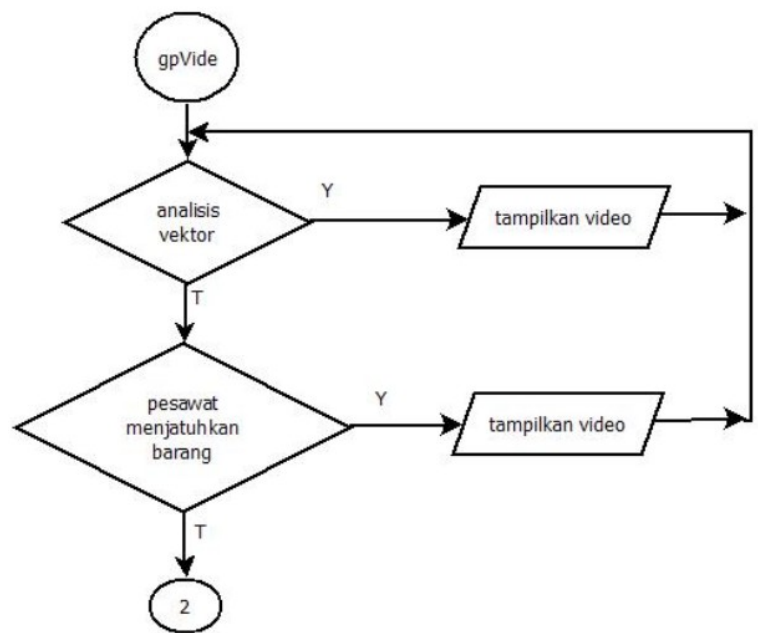 gpVide
analisis
vektor
Y
tampilkan video
T
pesawat
menjatuhkan
barang
Y
tampilkan video
T
2